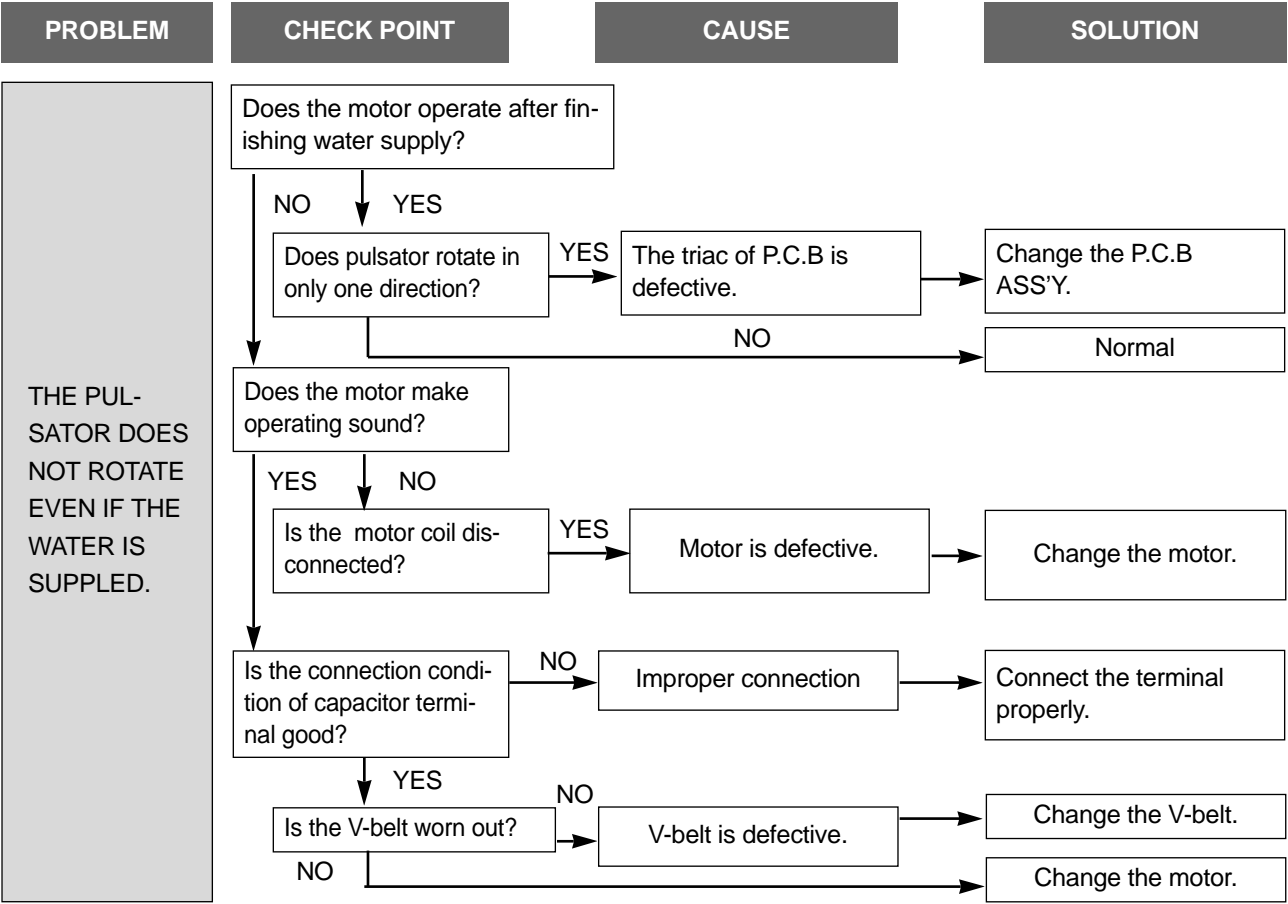 PROBLEM
CHECK POINT
CAUSE
SOLUTION
THE PUL-
SATOR DOES
NOT ROTATE
EVEN IF THE
WATER IS
SUPPLED.
Does the motor operate after fin-
ishing water supply?
NO
YES
Does pulsator rotate in
only one direction?
YES
The triac of P.C.B is
defective.
Change the P.C.B
ASS'Y.
NO
Normal
Does the motor make
operating sound?
YES
NO
Is the motor coil dis-
connected?
YES
Motor is defective.
Change the motor.
Is the connection condi-
tion of capacitor termi-
nal good?
NO
Improper connection
Connect the terminal
properly.
YES
Is the V-belt worn out?
NO
V-belt is defective.
Change the V-belt.
NO
Change the motor.